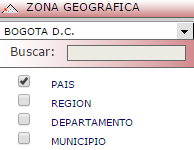 ZONA GEOGRAFICA
BOGOTA D.C.
Buscar:
PAIS
REGION
DEPARTAMENTO
MUNICIPIO